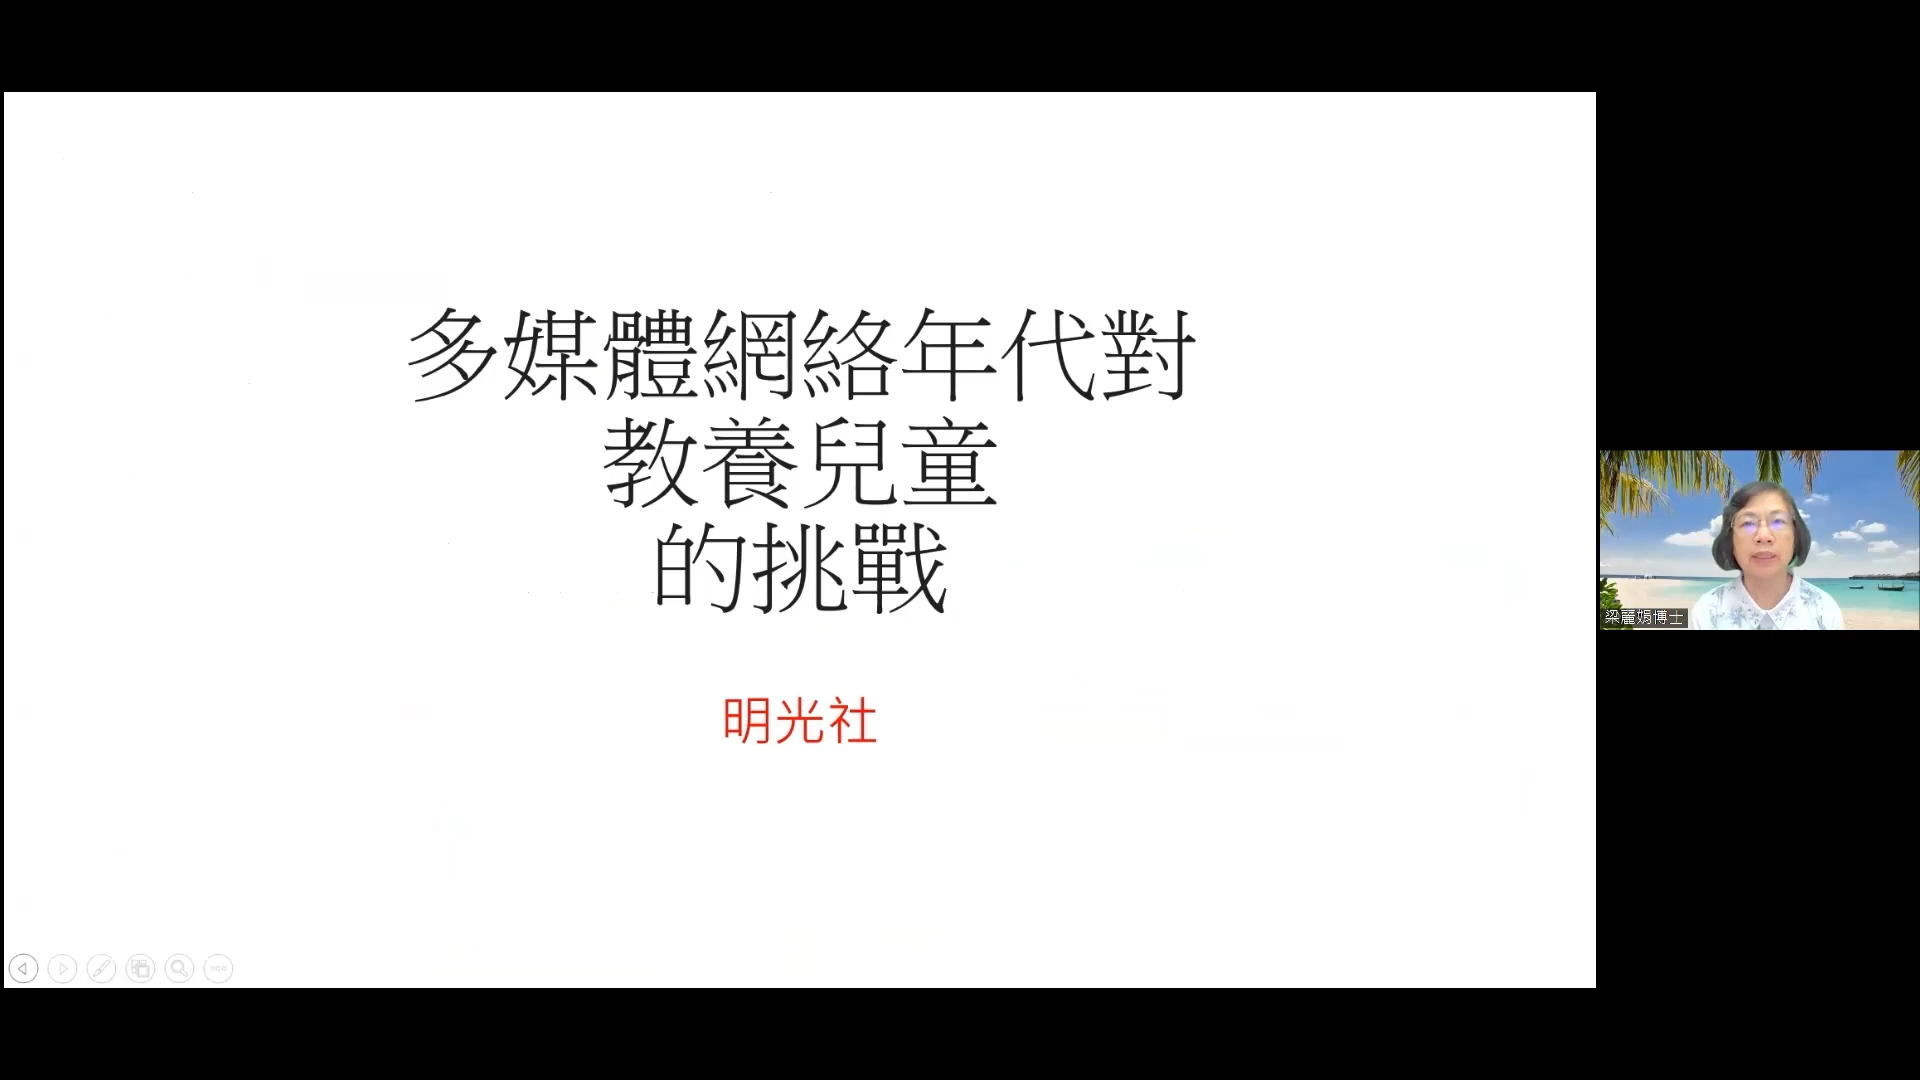 多媒體網絡年代對
教養兒童
的挑戰
明光社
梁麗娟博士